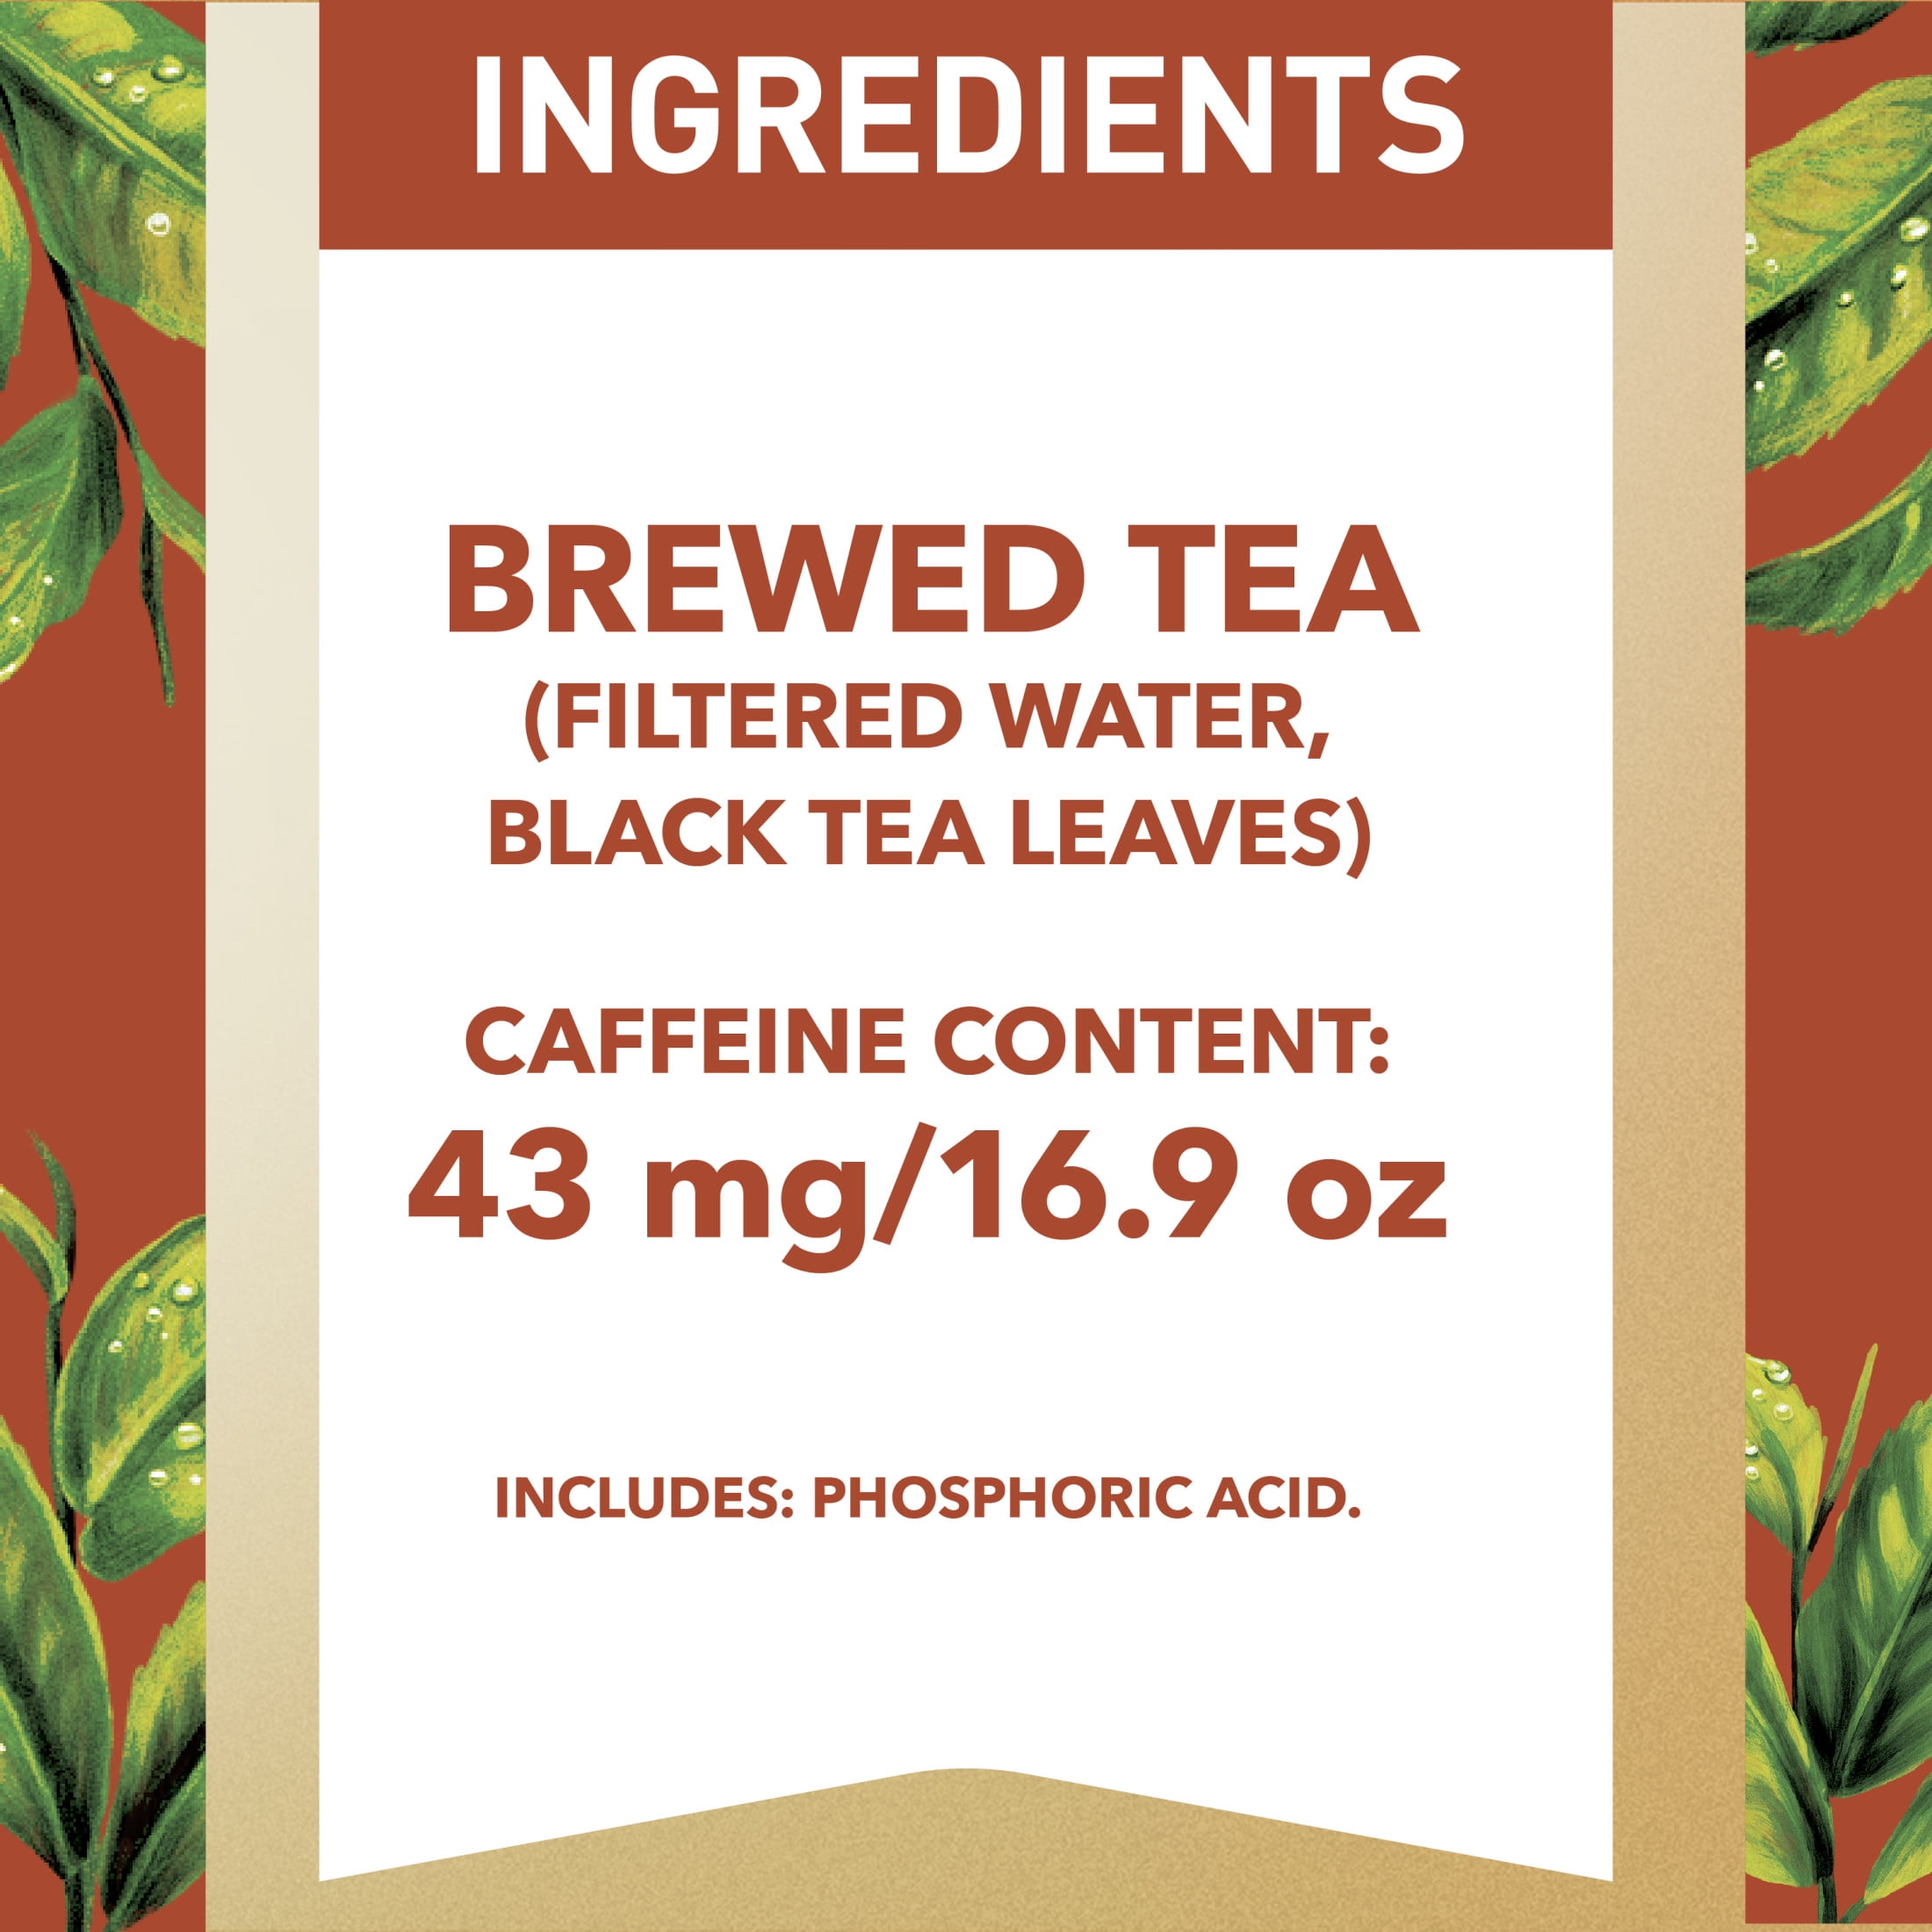 INGREDIENTS
BREWED TEA
(FILTERED WATER,
BLACK TEA LEAVES)
CAFFEINE CONTENT:
43 mg/16.9 oz
INCLUDES: PHOSPHORIC ACID.